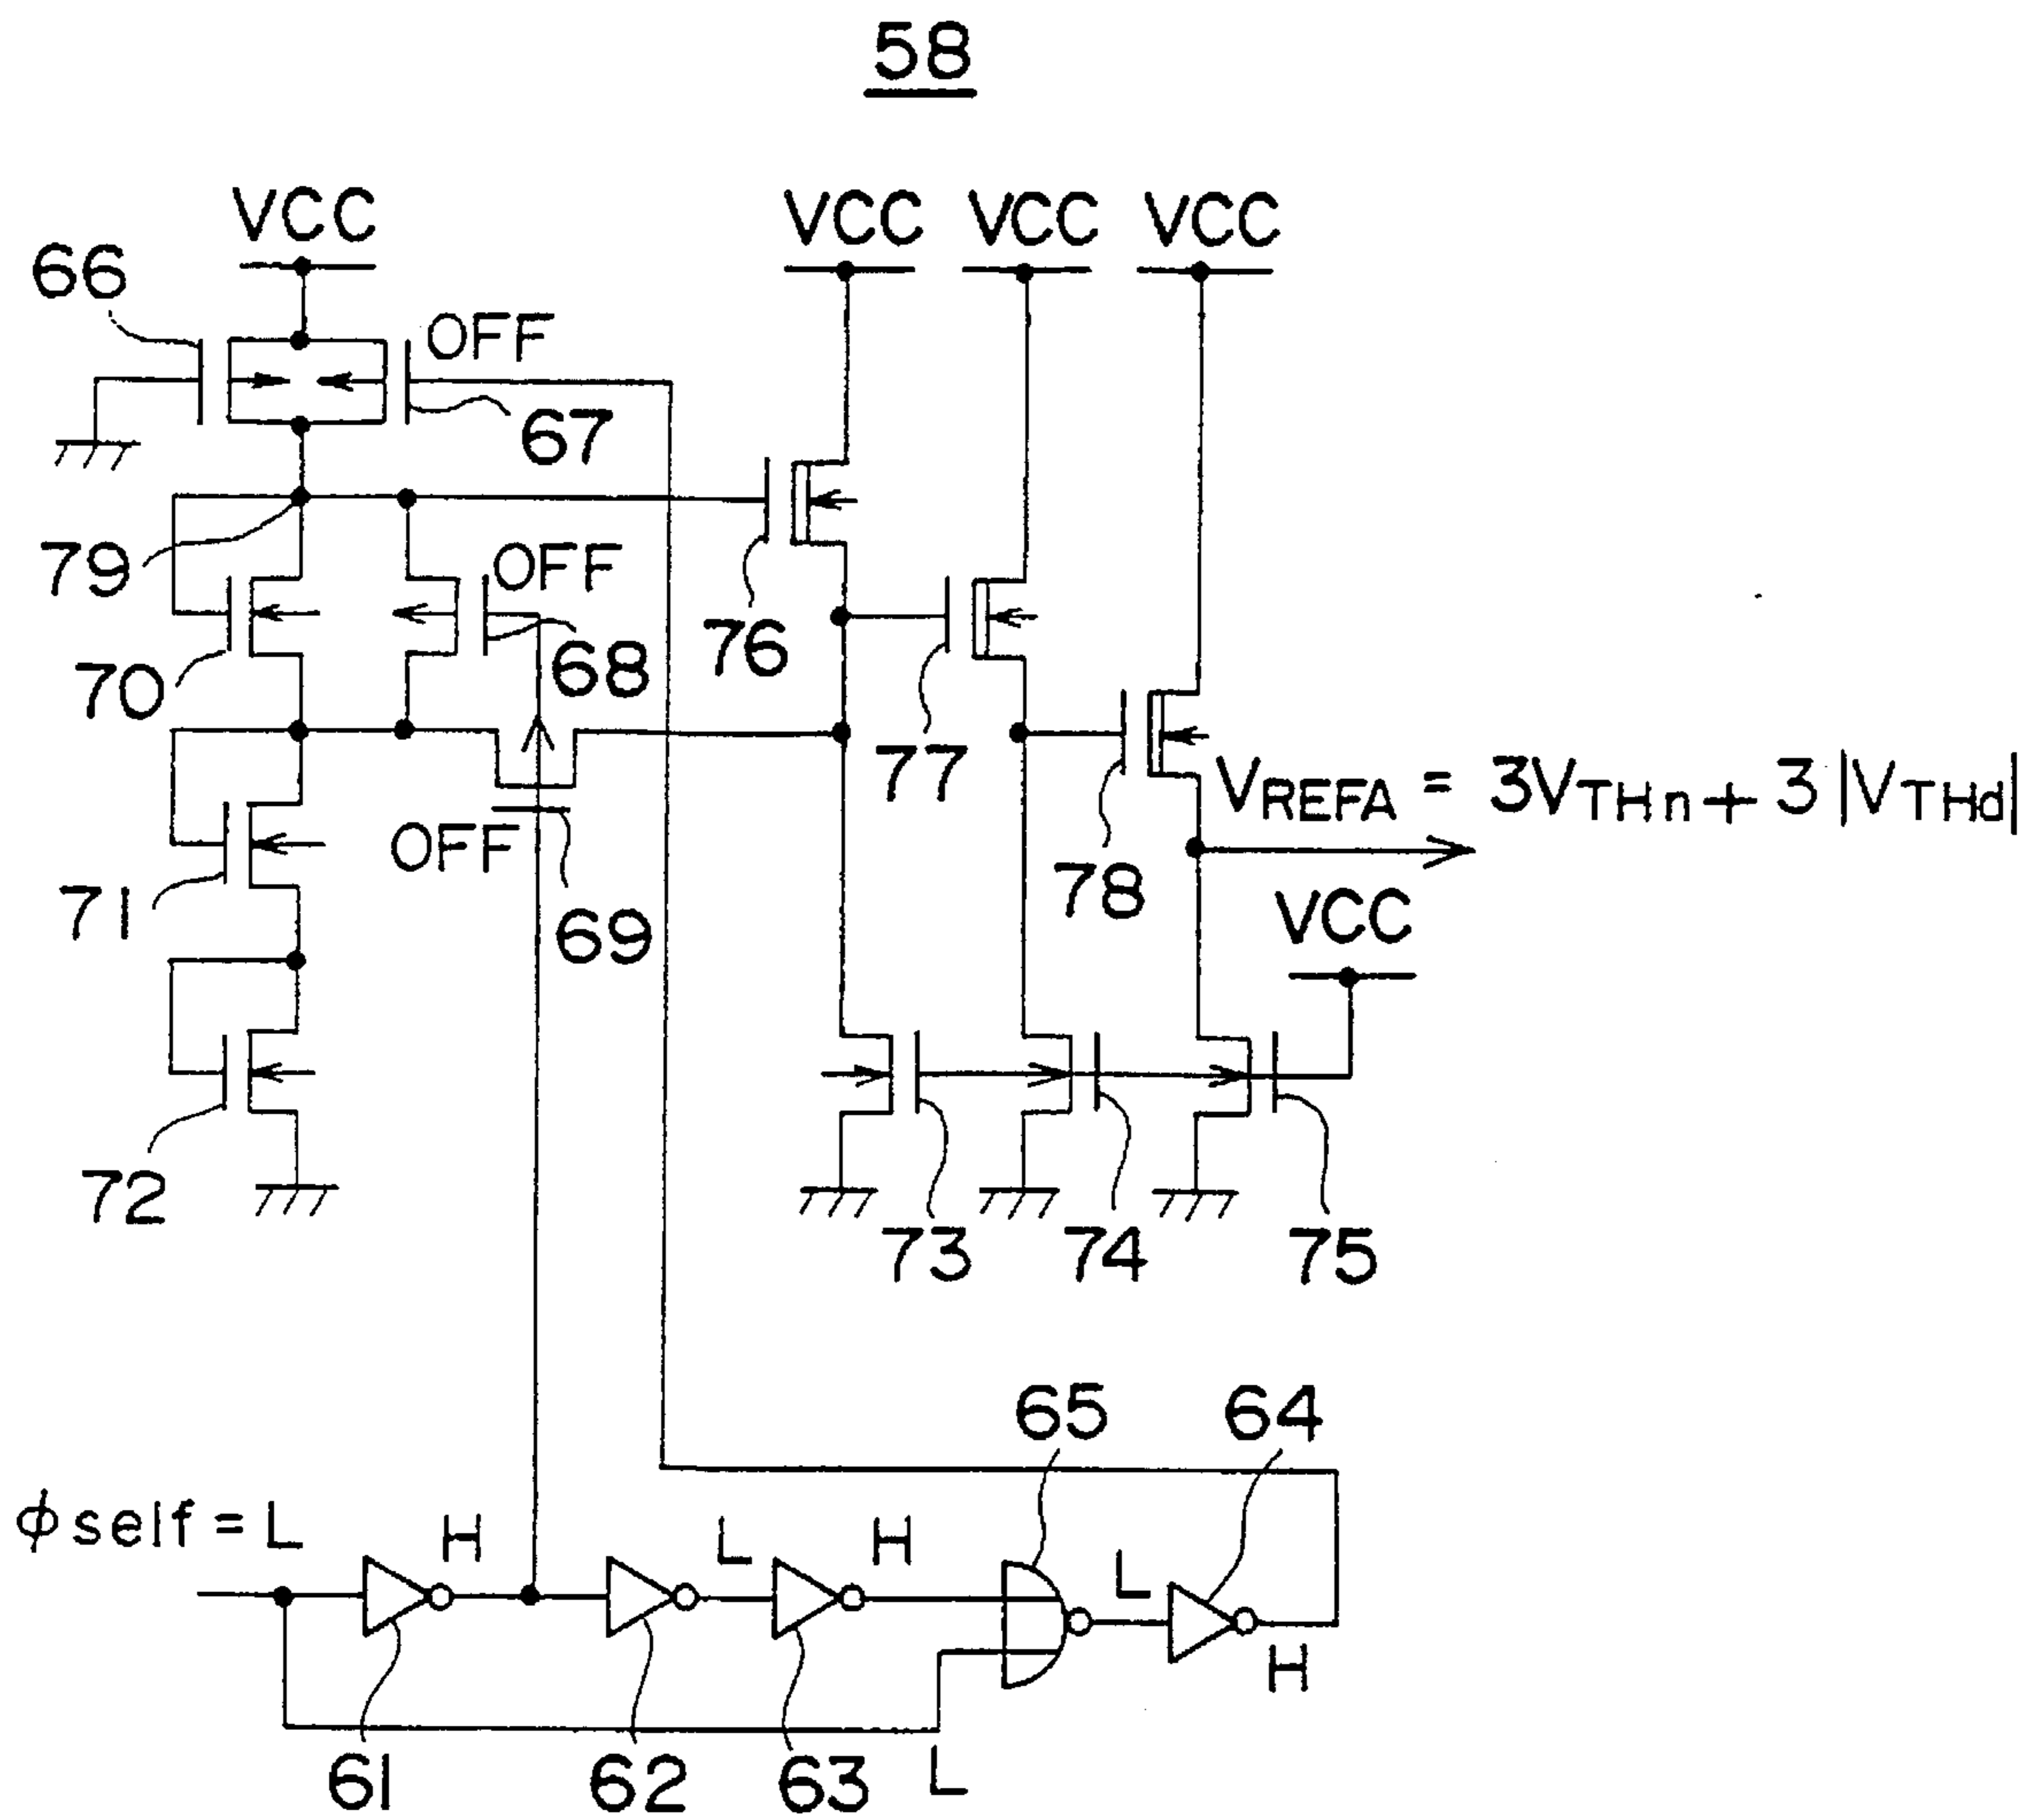 58
VCC
VCC VCC VCC
66
OFF
67
79
OFF
70
68
76
77
VREFA = 3VTHn + 3|VTHd|
OFF
71
69
78
VCC
72
73
74
75
65
64
φself = L
H
L
H
L
H
61
62
63
L